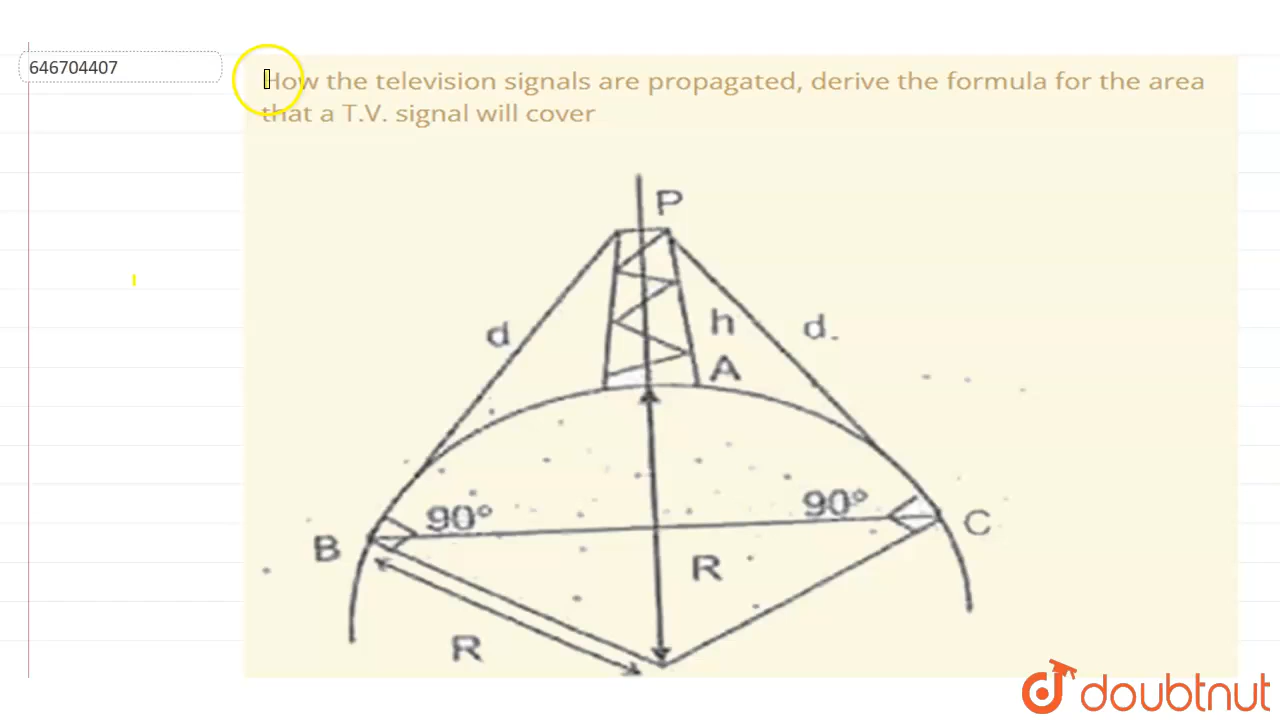 646704407
How the television signals are propagated, derive the formula for the area
that a T.V. signal will cover
P
d
h
d.
A
90°
90°
B
C
R
R
doubtnut